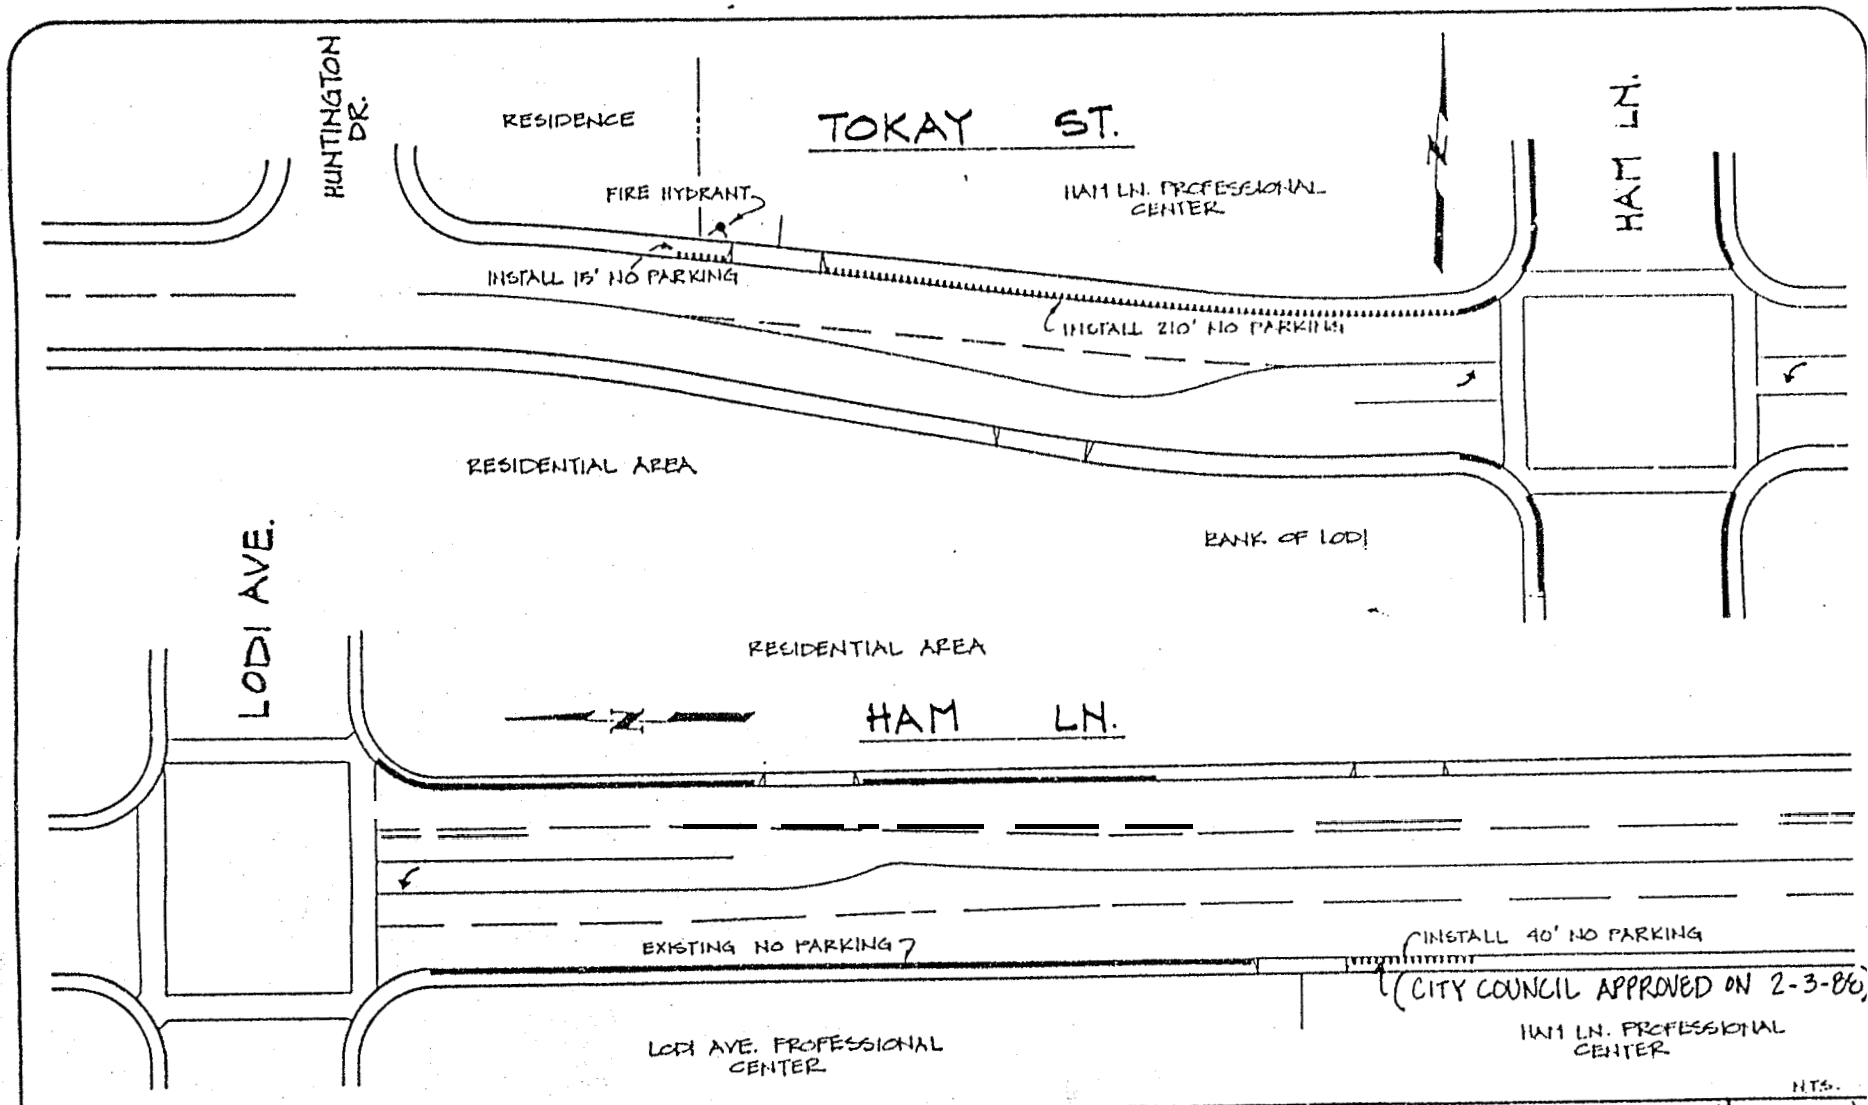 HUNTINGTON
DR.
RESIDENCE
TOKAY ST.
N
HAM LN.
FIRE HYDRANT
HAM LN. PROFESSIONAL
CENTER
INSTALL 15' NO PARKING
INSTALL 210' NO PARKING
RESIDENTIAL AREA
BANK OF LODI
LODI AVE.
RESIDENTIAL AREA
N
HAM LN.
EXISTING NO PARKING
INSTALL 40' NO PARKING
(CITY COUNCIL APPROVED ON 2-3-88)
LODI AVE. PROFESSIONAL
CENTER
HAM LN. PROFESSIONAL
CENTER
N.T.S.